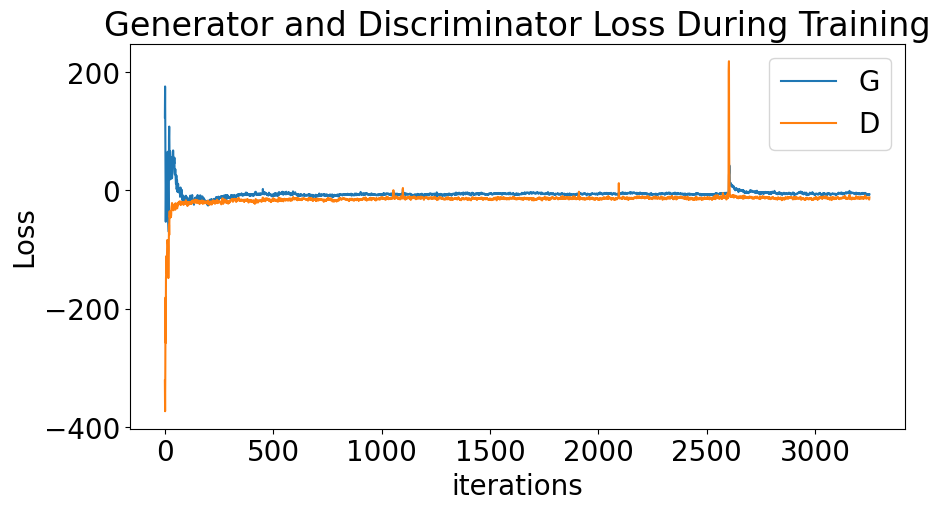 Generator and Discriminator Loss During Training
200
0
−200
−400
Loss
G
D
0 500 1000 1500 2000 2500 3000
iterations